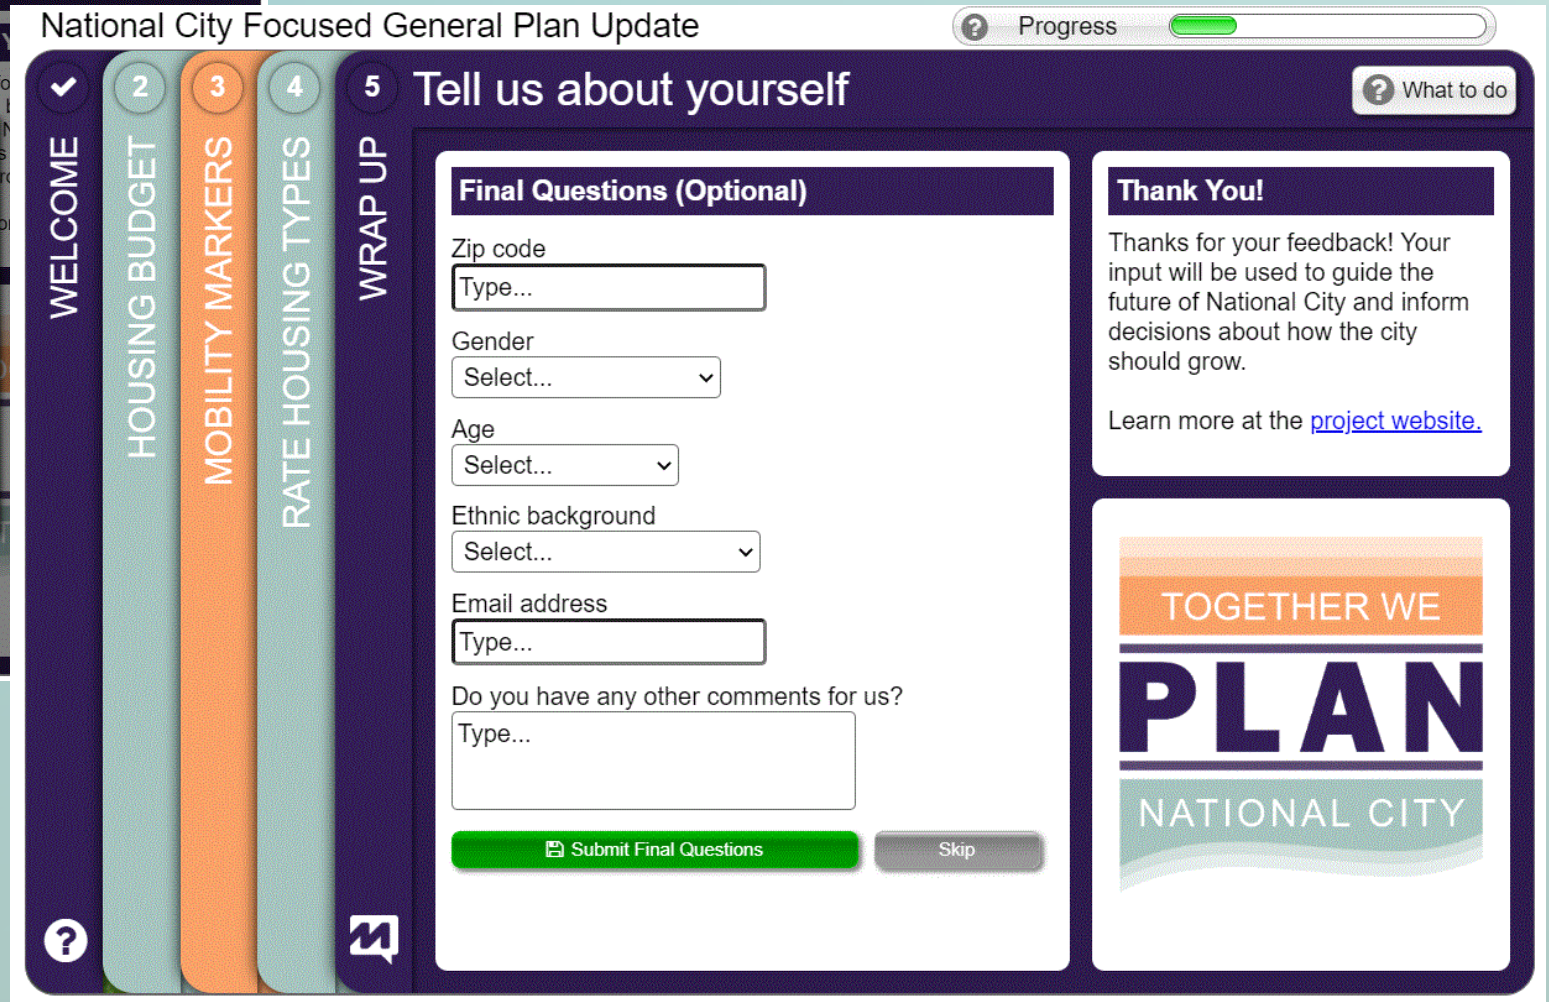 National City Focused General Plan Update
Progress
WELCOME
2
HOUSING BUDGET
3
MOBILITY MARKERS
4
RATE HOUSING TYPES
5
WRAP UP
Tell us about yourself
What to do
Final Questions (Optional)
Zip code
Type...
Gender
Select...
Age
Select...
Ethnic background
Select...
Email address
Type...
Do you have any other comments for us?
Type...
Submit Final Questions
Skip
Thank You!
Thanks for your feedback! Your
input will be used to guide the
future of National City and inform
decisions about how the city
should grow.
Learn more at the project website.
TOGETHER WE
PLAN
NATIONAL CITY